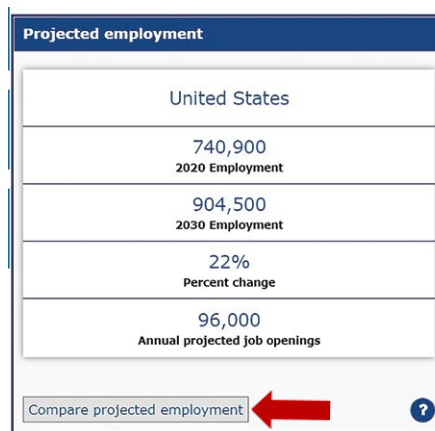 Projected employment
United States
740,900
2020 Employment
904,500
2030 Employment
22%
Percent change
96,000
Annual projected job openings
Compare projected employment
?